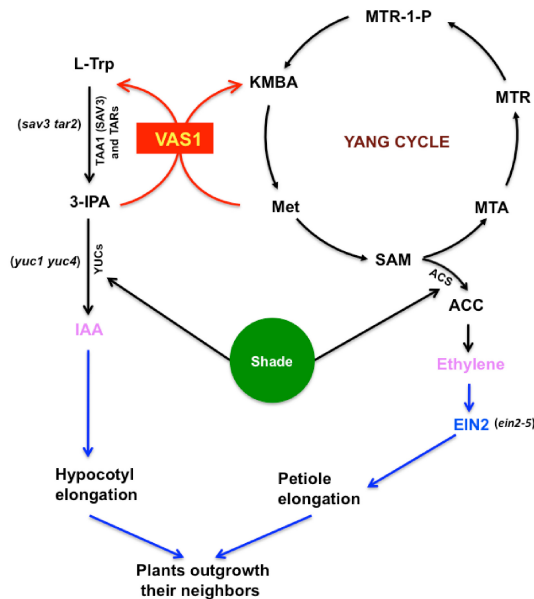 MTR-1-P
L-Trp
KMBA
MTR
(sav3 tar2)
TAA1 (SAV3)
and TARs
VAS1
YANG CYCLE
3-IPA
Met
MTA
SAM
(yuc1 yuc4)
YUCs
ACS
ACC
IAA
Shade
Ethylene
EIN2 (ein2-5)
Hypocotyl
elongation
Petiole
elongation
Plants outgrowth
their neighbors